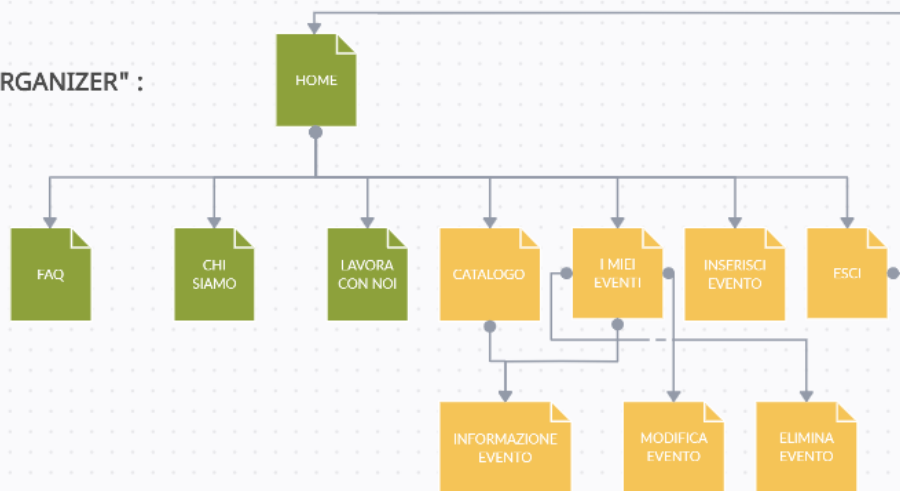 HOME
RGANIZER" :
FAQ
CHI
SIAMO
LAVORA
CON NOI
CATALOGO
I MIEI
EVENTI
INSERISCI
EVENTO
ESCI
INFORMAZIONE
EVENTO
MODIFICA
EVENTO
ELIMINA
EVENTO